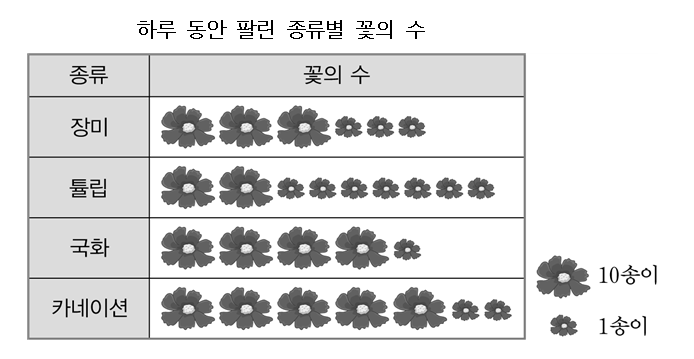 하루 동안 팔린 종류별 꽃의 수
종류 꽃의 수
장미
튤립
국화
카네이션
10송이
1송이